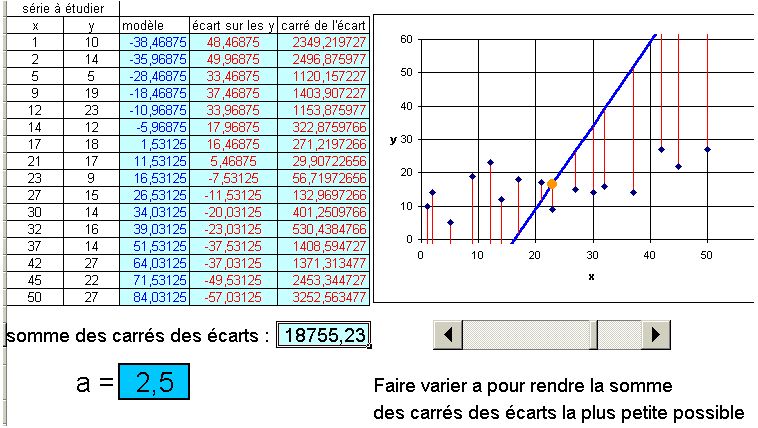 série à étudier
x y modèle écart sur les y carré de l'écart
1 10 -38,46875 48,46875 2349,219727
2 14 -35,96875 49,96875 2496,875977
5 5 -28,46875 33,46875 1120,157227
9 19 -18,46875 37,46875 1403,907227
12 23 -10,96875 33,96875 1153,875977
14 12 -5,96875 17,96875 322,8759766
17 18 1,53125 16,46875 271,2197266
21 17 11,53125 5,46875 29,90722656
23 9 16,53125 -7,53125 56,71972656
27 15 26,53125 -11,53125 132,9697266
30 14 34,03125 -20,03125 401,2509766
32 16 39,03125 -23,03125 530,4384766
37 14 51,53125 -37,53125 1408,594727
42 27 64,03125 -37,03125 1371,313477
45 22 71,53125 -49,53125 2453,344727
50 27 84,03125 -57,03125 3252,563477
60
50
40
y 30
20
10
0
0 10 20 30 40 50
x
somme des carrés des écarts : 18755,23
a = 2,5
Faire varier a pour rendre la somme
des carrés des écarts la plus petite possible